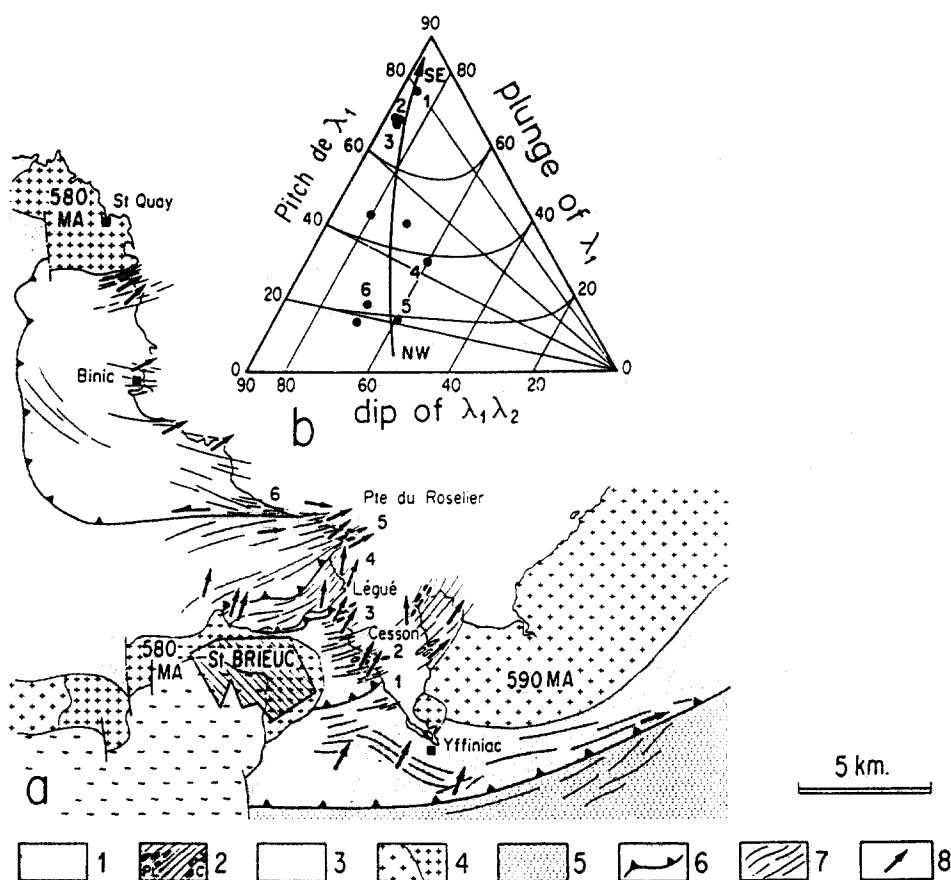 90
80
80
SE
1
2
3
60
60
Pitch de λ₁
plunge of λ₁
40
40
4
20
20
6
5
NW
0
0
90
80
60
40
20
b
dip of λ₁ λ₂
580
MA
St Quay
Binic
6
Pte du Roselier
5
4
Légué
3
Cesson
2
1
580
MA
St BRIEUC
590 MA
Yffiniac
a
5 km.
PL
C
1
2
3
4
5
6
7
8